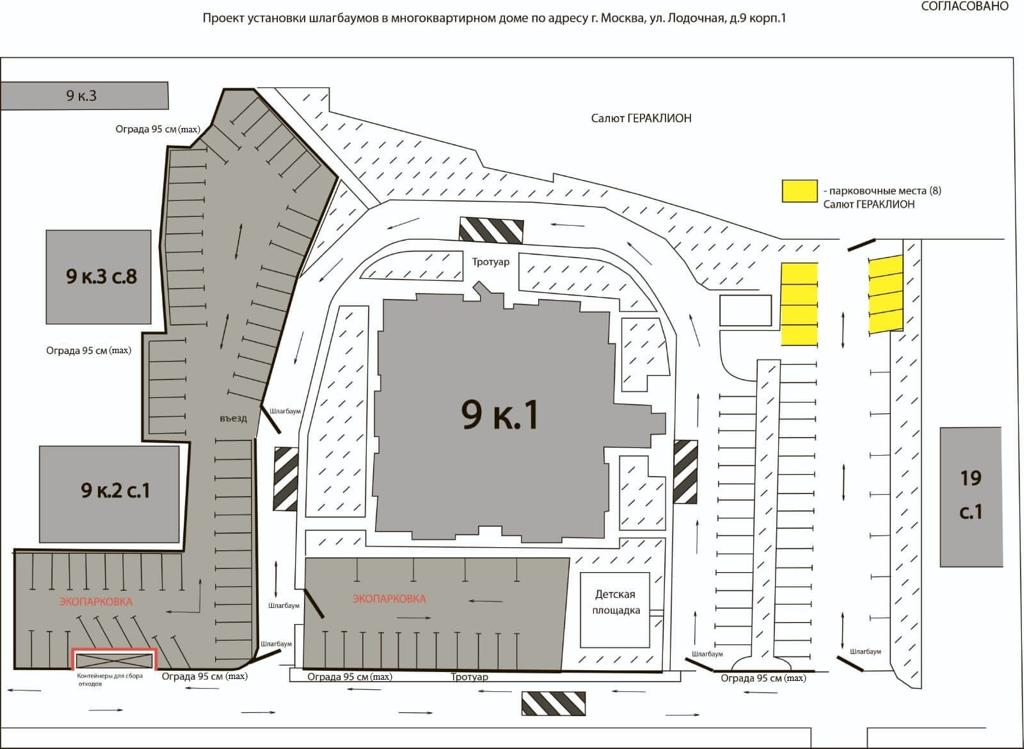 СОГЛАСОВАНО
Проект установки шлагбаумов в многоквартирном доме по адресу г. Москва, ул. Лодочная, д.9 корп.1
9 к.3
Ограда 95 см (max)
Салют ГЕРАКЛИОН
- парковочные места (8)
Салют ГЕРАКЛИОН
9 к.3 с.8
Тротуар
Ограда 95 см (max)
въезд
Шлагбаум
9 к.1
9 к.2 с.1
19
с.1
ЭКОПАРКОВКА
Шлагбаум
ЭКОПАРКОВКА
Детская
площадка
Шлагбаум
Шлагбаум
Шлагбаум
Контейнеры для сбора
отходов
Ограда 95 см (max)
Ограда 95 см (max)
Тротуар
Ограда 95 см (max)